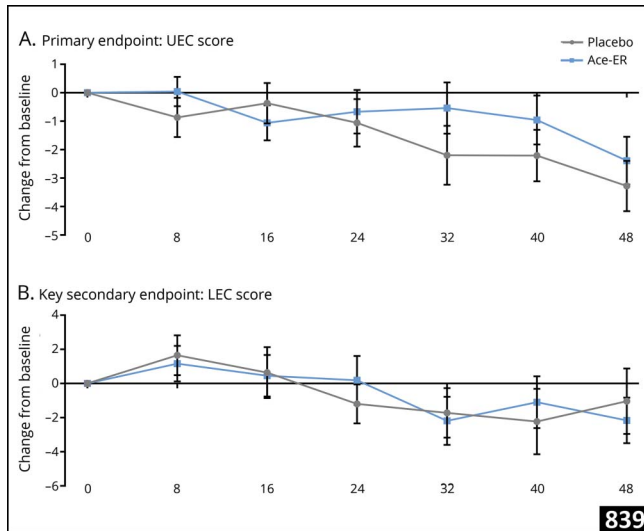 A. Primary endpoint: UEC score
Placebo
Ace-ER
Change from baseline
1
0
−1
−2
−3
−4
−5
0 8 16 24 32 40 48
B. Key secondary endpoint: LEC score
Change from baseline
4
2
0
−2
−4
−6
0 8 16 24 32 40 48
839